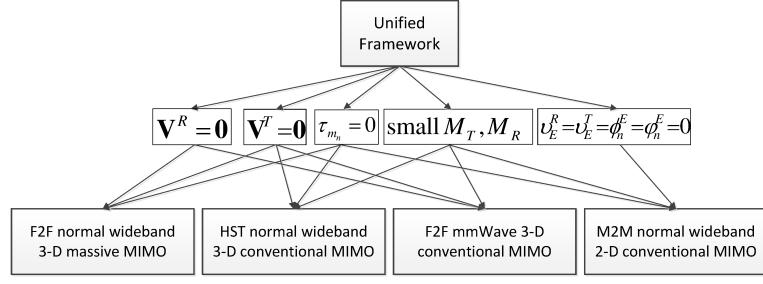 Unified
Framework
𝐕ᴿ = 𝟎
𝐕ᵀ = 𝟎
τ_{m_n} = 0
small M_T, M_R
υ_E^R = υ_E^T = ϕ_n^E = φ_n^E = 0
F2F normal wideband
3-D massive MIMO
HST normal wideband
3-D conventional MIMO
F2F mmWave 3-D
conventional MIMO
M2M normal wideband
2-D conventional MIMO